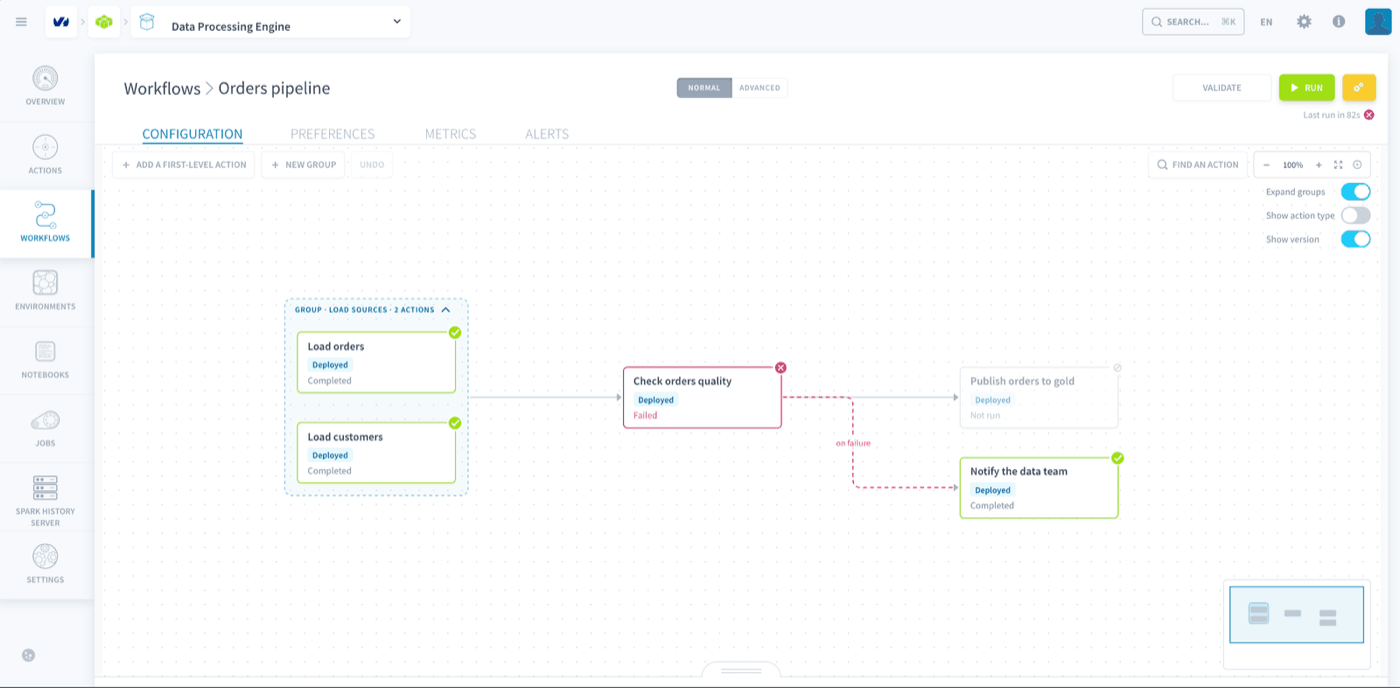 Data Processing Engine
SEARCH... ⌘K
EN
OVERVIEW
ACTIONS
WORKFLOWS
ENVIRONMENTS
NOTEBOOKS
JOBS
SPARK HISTORY
SERVER
SETTINGS
Workflows > Orders pipeline
NORMAL ADVANCED
VALIDATE
RUN
Last run in 82s
CONFIGURATION PREFERENCES METRICS ALERTS
+ ADD A FIRST-LEVEL ACTION
+ NEW GROUP
UNDO
FIND AN ACTION
− 100% +
Expand groups
Show action type
Show version
GROUP · LOAD SOURCES · 2 ACTIONS
Load orders
Deployed
Completed
Load customers
Deployed
Completed
Check orders quality
Deployed
Failed
on failure
Publish orders to gold
Deployed
Not run
Notify the data team
Deployed
Completed